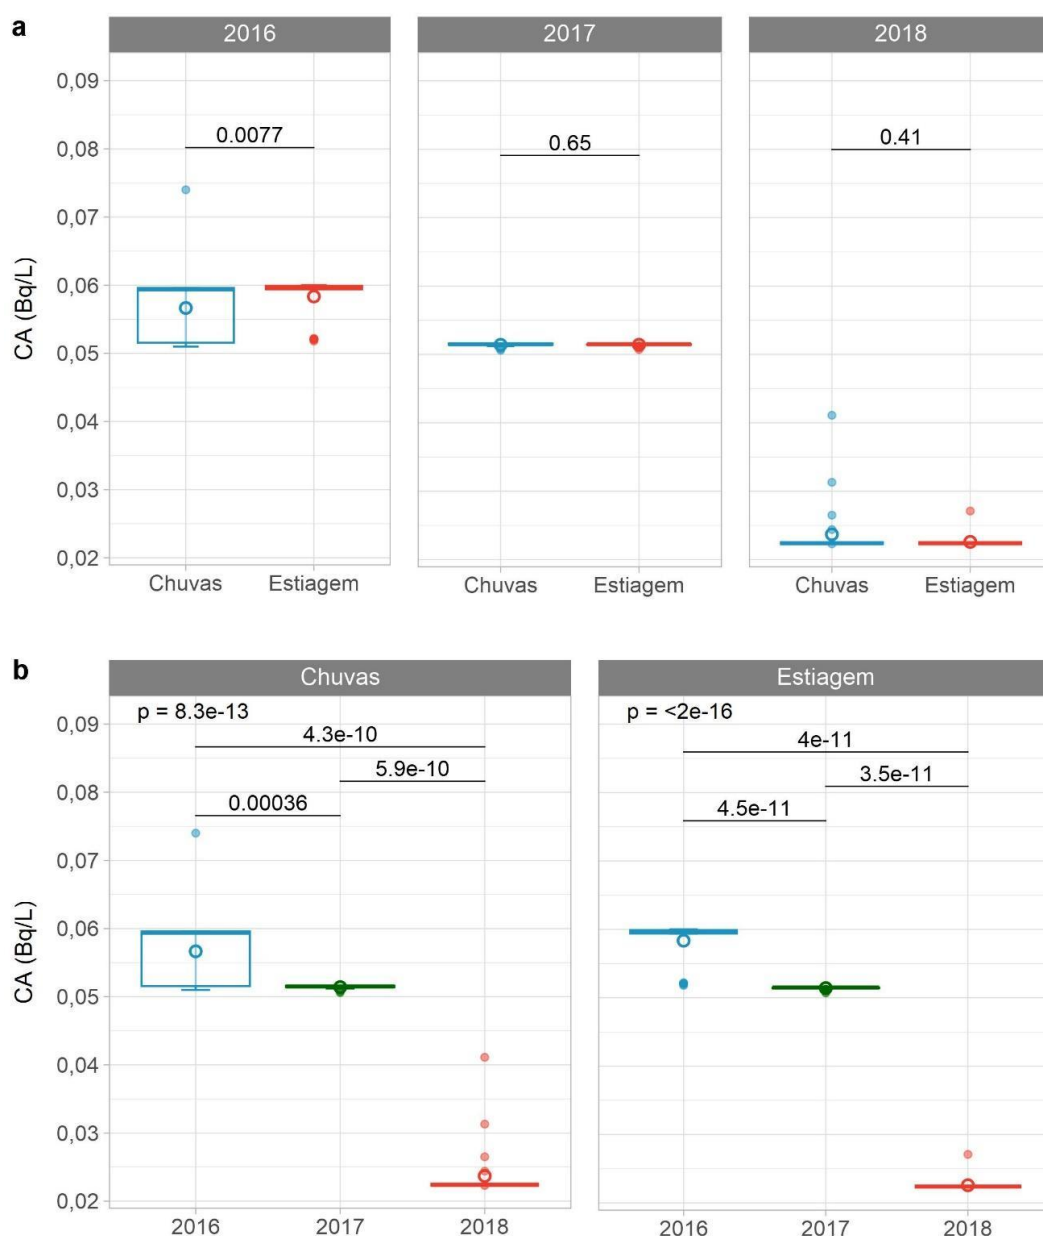 a
2016
2017
2018
CA (Bq/L)
0,09
0,08
0,07
0,06
0,05
0,04
0,03
0,02
0.0077
0.65
0.41
Chuvas
Estiagem
Chuvas
Estiagem
Chuvas
Estiagem
b
Chuvas
Estiagem
CA (Bq/L)
0,09
0,08
0,07
0,06
0,05
0,04
0,03
0,02
p = 8.3e-13
4.3e-10
5.9e-10
0.00036
p = <2e-16
4e-11
3.5e-11
4.5e-11
2016
2017
2018
2016
2017
2018